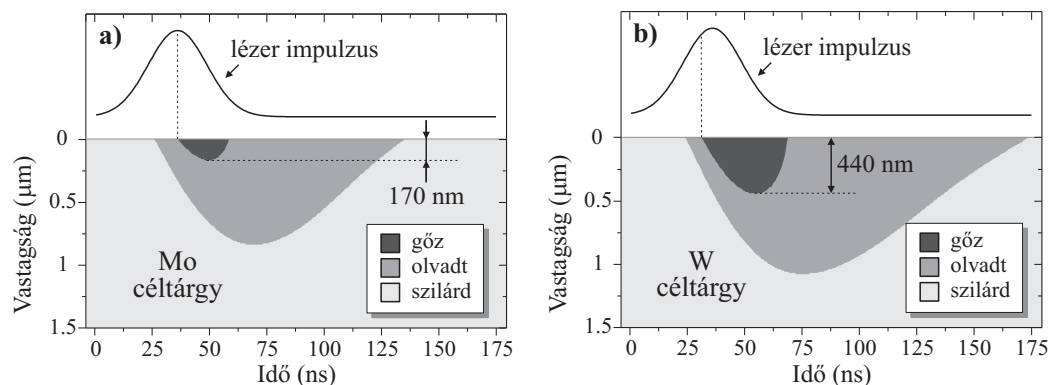 a)
lézer impulzus
0
0.5
1
1.5
Vastagság (µm)
170 nm
Mo
céltárgy
gőz
olvadt
szilárd
0 25 50 75 100 125 150 175
Idő (ns)
b)
lézer impulzus
0
0.5
1
1.5
Vastagság (µm)
440 nm
W
céltárgy
gőz
olvadt
szilárd
0 25 50 75 100 125 150 175
Idő (ns)